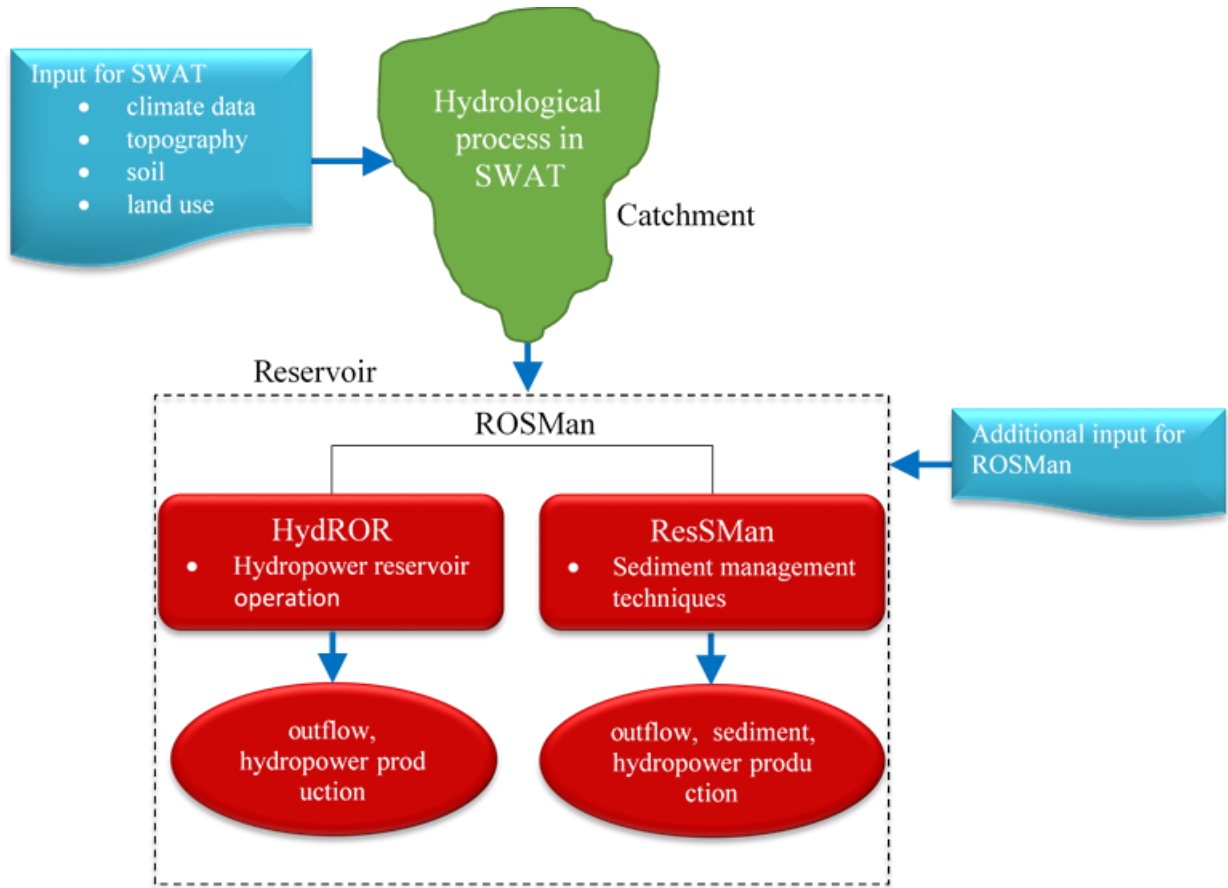 Input for SWAT
• climate data
• topography
• soil
• land use
Hydrological
process in
SWAT
Catchment
Reservoir
ROSMan
Additional input for
ROSMan
HydROR
• Hydropower reservoir
operation
ResSMan
• Sediment management
techniques
outflow,
hydropower prod
uction
outflow, sediment,
hydropower produ
ction